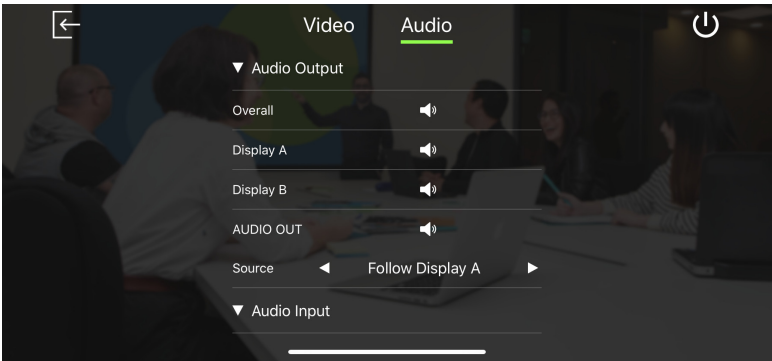 Video Audio
▼ Audio Output
Overall
Display A
Display B
AUDIO OUT
Source ◀ Follow Display A ▶
▼ Audio Input